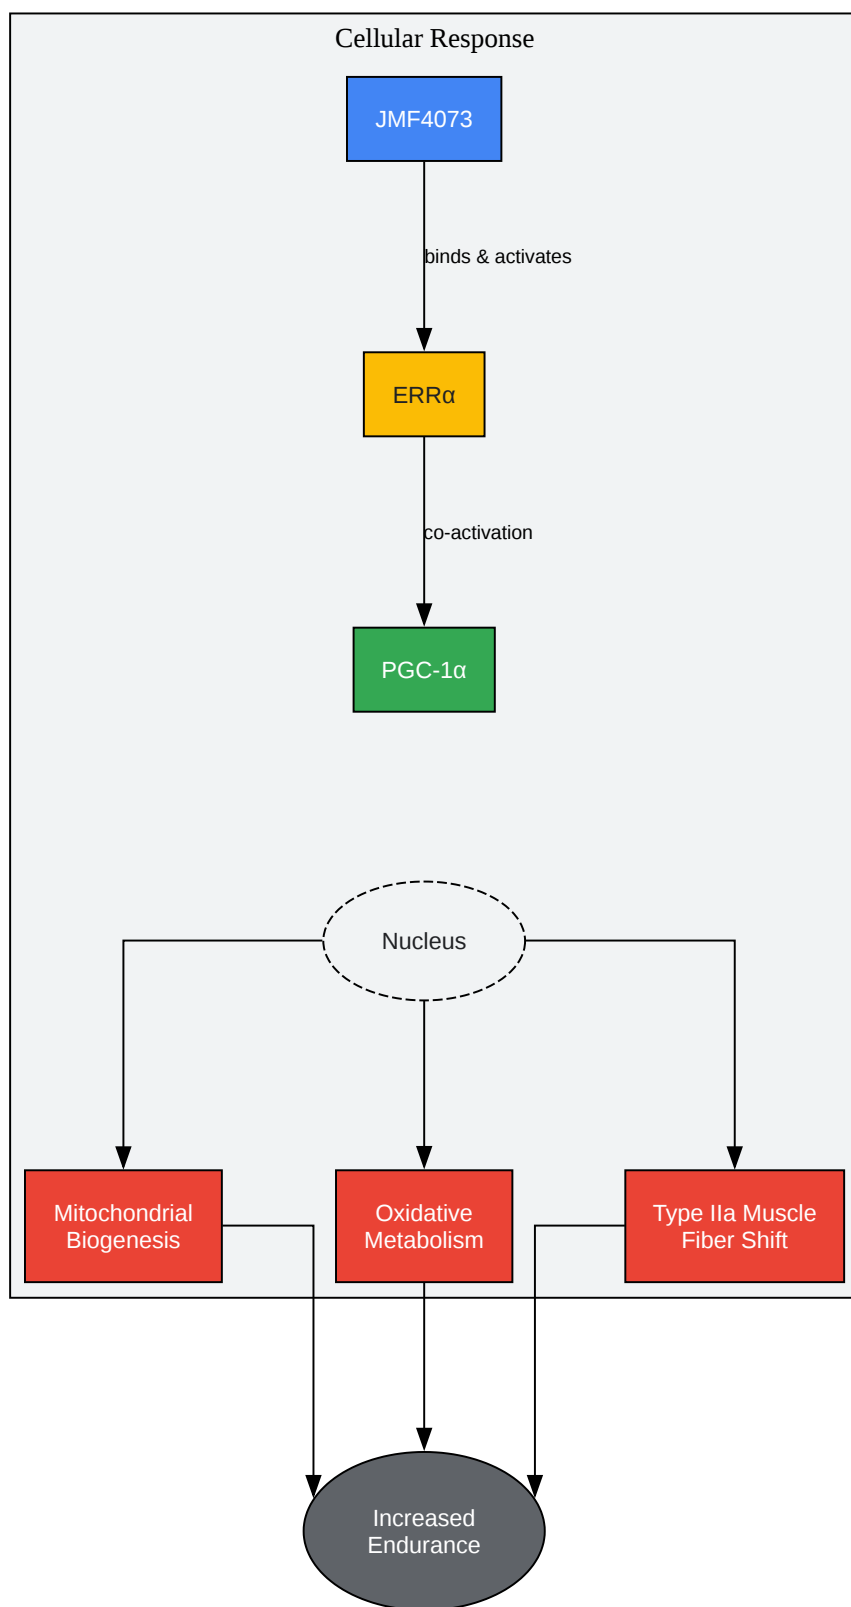 Cellular Response
JMF4073
binds & activates
ERRα
co-activation
PGC-1α
Nucleus
Mitochondrial
Biogenesis
Oxidative
Metabolism
Type IIa Muscle
Fiber Shift
Increased
Endurance